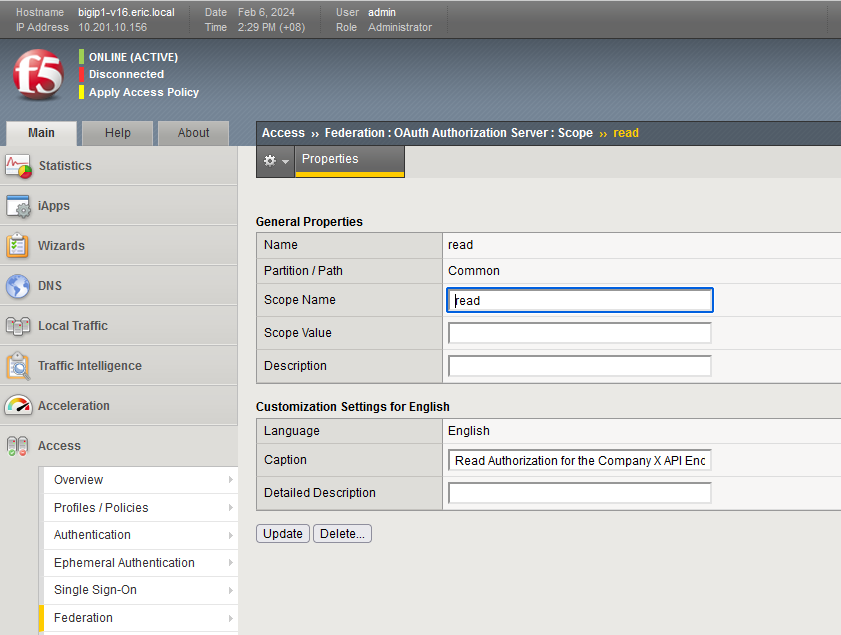 Hostname bigip1-v16.eric.local Date Feb 6, 2024 User admin
IP Address 10.201.10.156 Time 2:29 PM (+08) Role Administrator
f5
ONLINE (ACTIVE)
Disconnected
Apply Access Policy
Main Help About
Access ›› Federation : OAuth Authorization Server : Scope ›› read
Properties
Statistics
iApps
Wizards
DNS
Local Traffic
Traffic Intelligence
Acceleration
Access
Overview
Profiles / Policies
Authentication
Ephemeral Authentication
Single Sign-On
Federation
General Properties
Name read
Partition / Path Common
Scope Name read
Scope Value
Description
Customization Settings for English
Language English
Caption Read Authorization for the Company X API Enc
Detailed Description
Update Delete...